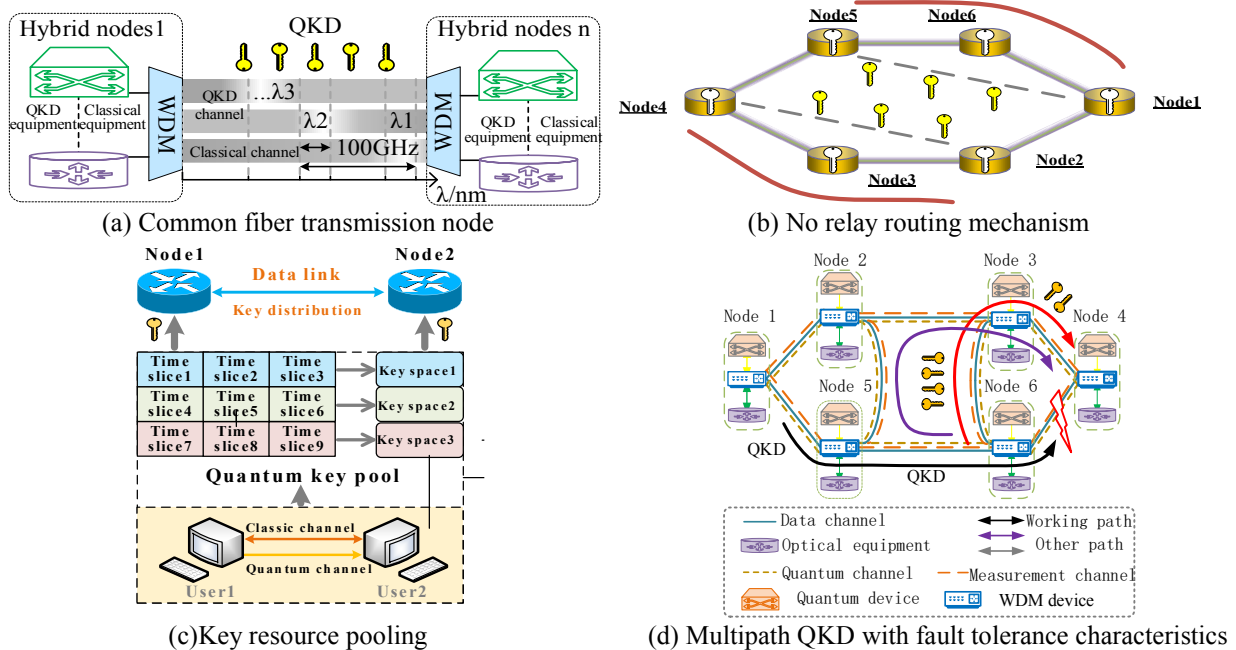 Hybrid nodes1
QKD
Hybrid nodes n
QKD
equipment
Classical
equipment
WDM
QKD
channel
...λ3
λ2
λ1
Classical channel
100GHz
WDM
QKD
equipment
Classical
equipment
λ/nm
(a) Common fiber transmission node
Node5
Node6
Node4
Node1
Node3
Node2
(b) No relay routing mechanism
Node1
Node2
Data link
Key distribution
Time slice1
Time slice2
Time slice3
Key space1
Time slice4
Time slice5
Time slice6
Key space2
Time slice7
Time slice8
Time slice9
Key space3
Quantum key pool
Classic channel
Quantum channel
User1
User2
(c)Key resource pooling
Node 2
Node 3
Node 1
Node 4
Node 5
Node 6
QKD
QKD
Data channel
Working path
Optical equipment
Other path
Quantum channel
Measurement channel
Quantum device
WDM device
(d) Multipath QKD with fault tolerance characteristics